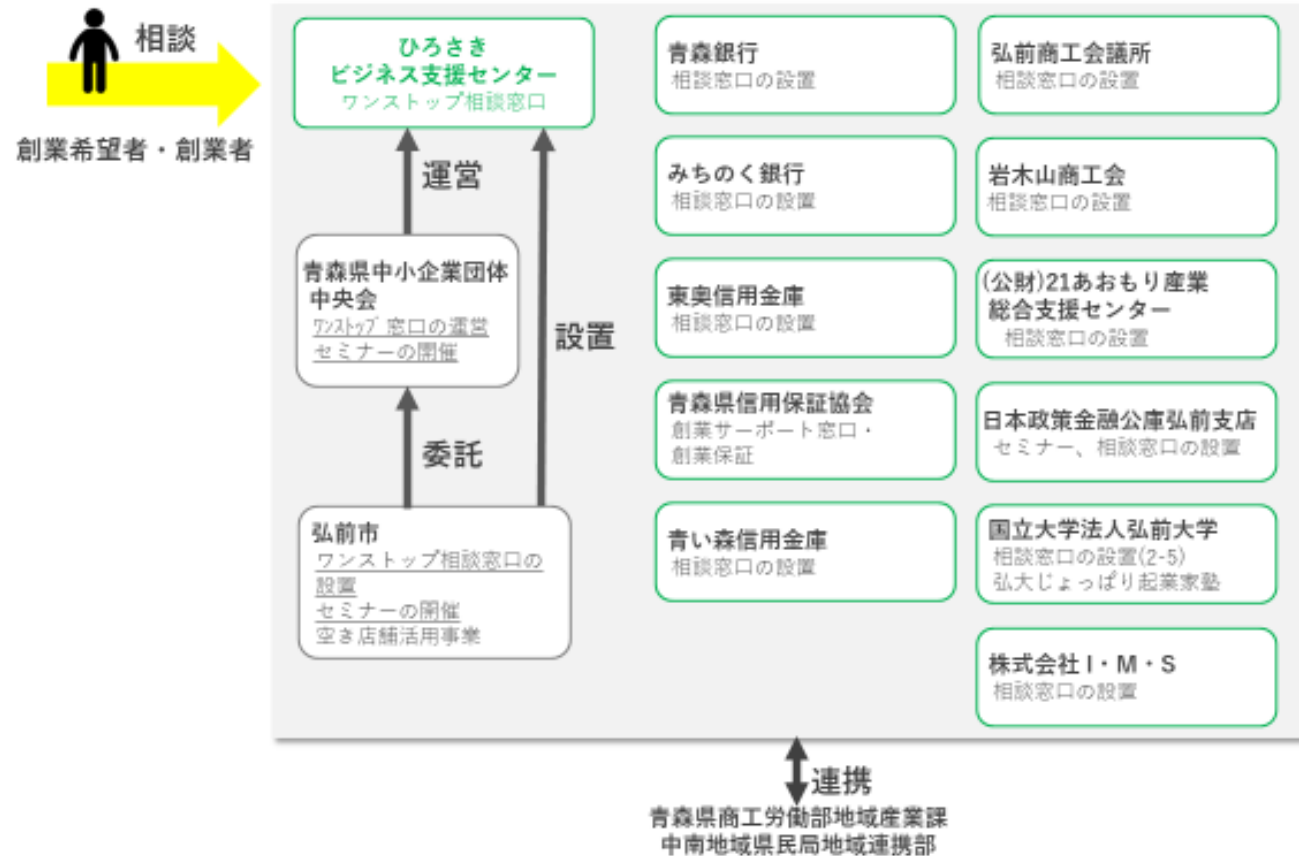 相談
創業希望者・創業者
ひろさき
ビジネス支援センター
ワンストップ相談窓口
運営
青森県中小企業団体
中央会
ワンストップ 窓口の運営
セミナーの開催
設置
委託
弘前市
ワンストップ相談窓口の
設置
セミナーの開催
空き店舗活用事業
青森銀行
相談窓口の設置
みちのく銀行
相談窓口の設置
東奥信用金庫
相談窓口の設置
青森県信用保証協会
創業サーポート窓口・
創業保証
青い森信用金庫
相談窓口の設置
弘前商工会議所
相談窓口の設置
岩木山商工会
相談窓口の設置
(公財)21あおもり産業
総合支援センター
相談窓口の設置
日本政策金融公庫弘前支店
セミナー、相談窓口の設置
国立大学法人弘前大学
相談窓口の設置(2-5)
弘大じょっぱり起業家塾
株式会社 I・M・S
相談窓口の設置
連携
青森県商工労働部地域産業課
中南地域県民局地域連携部